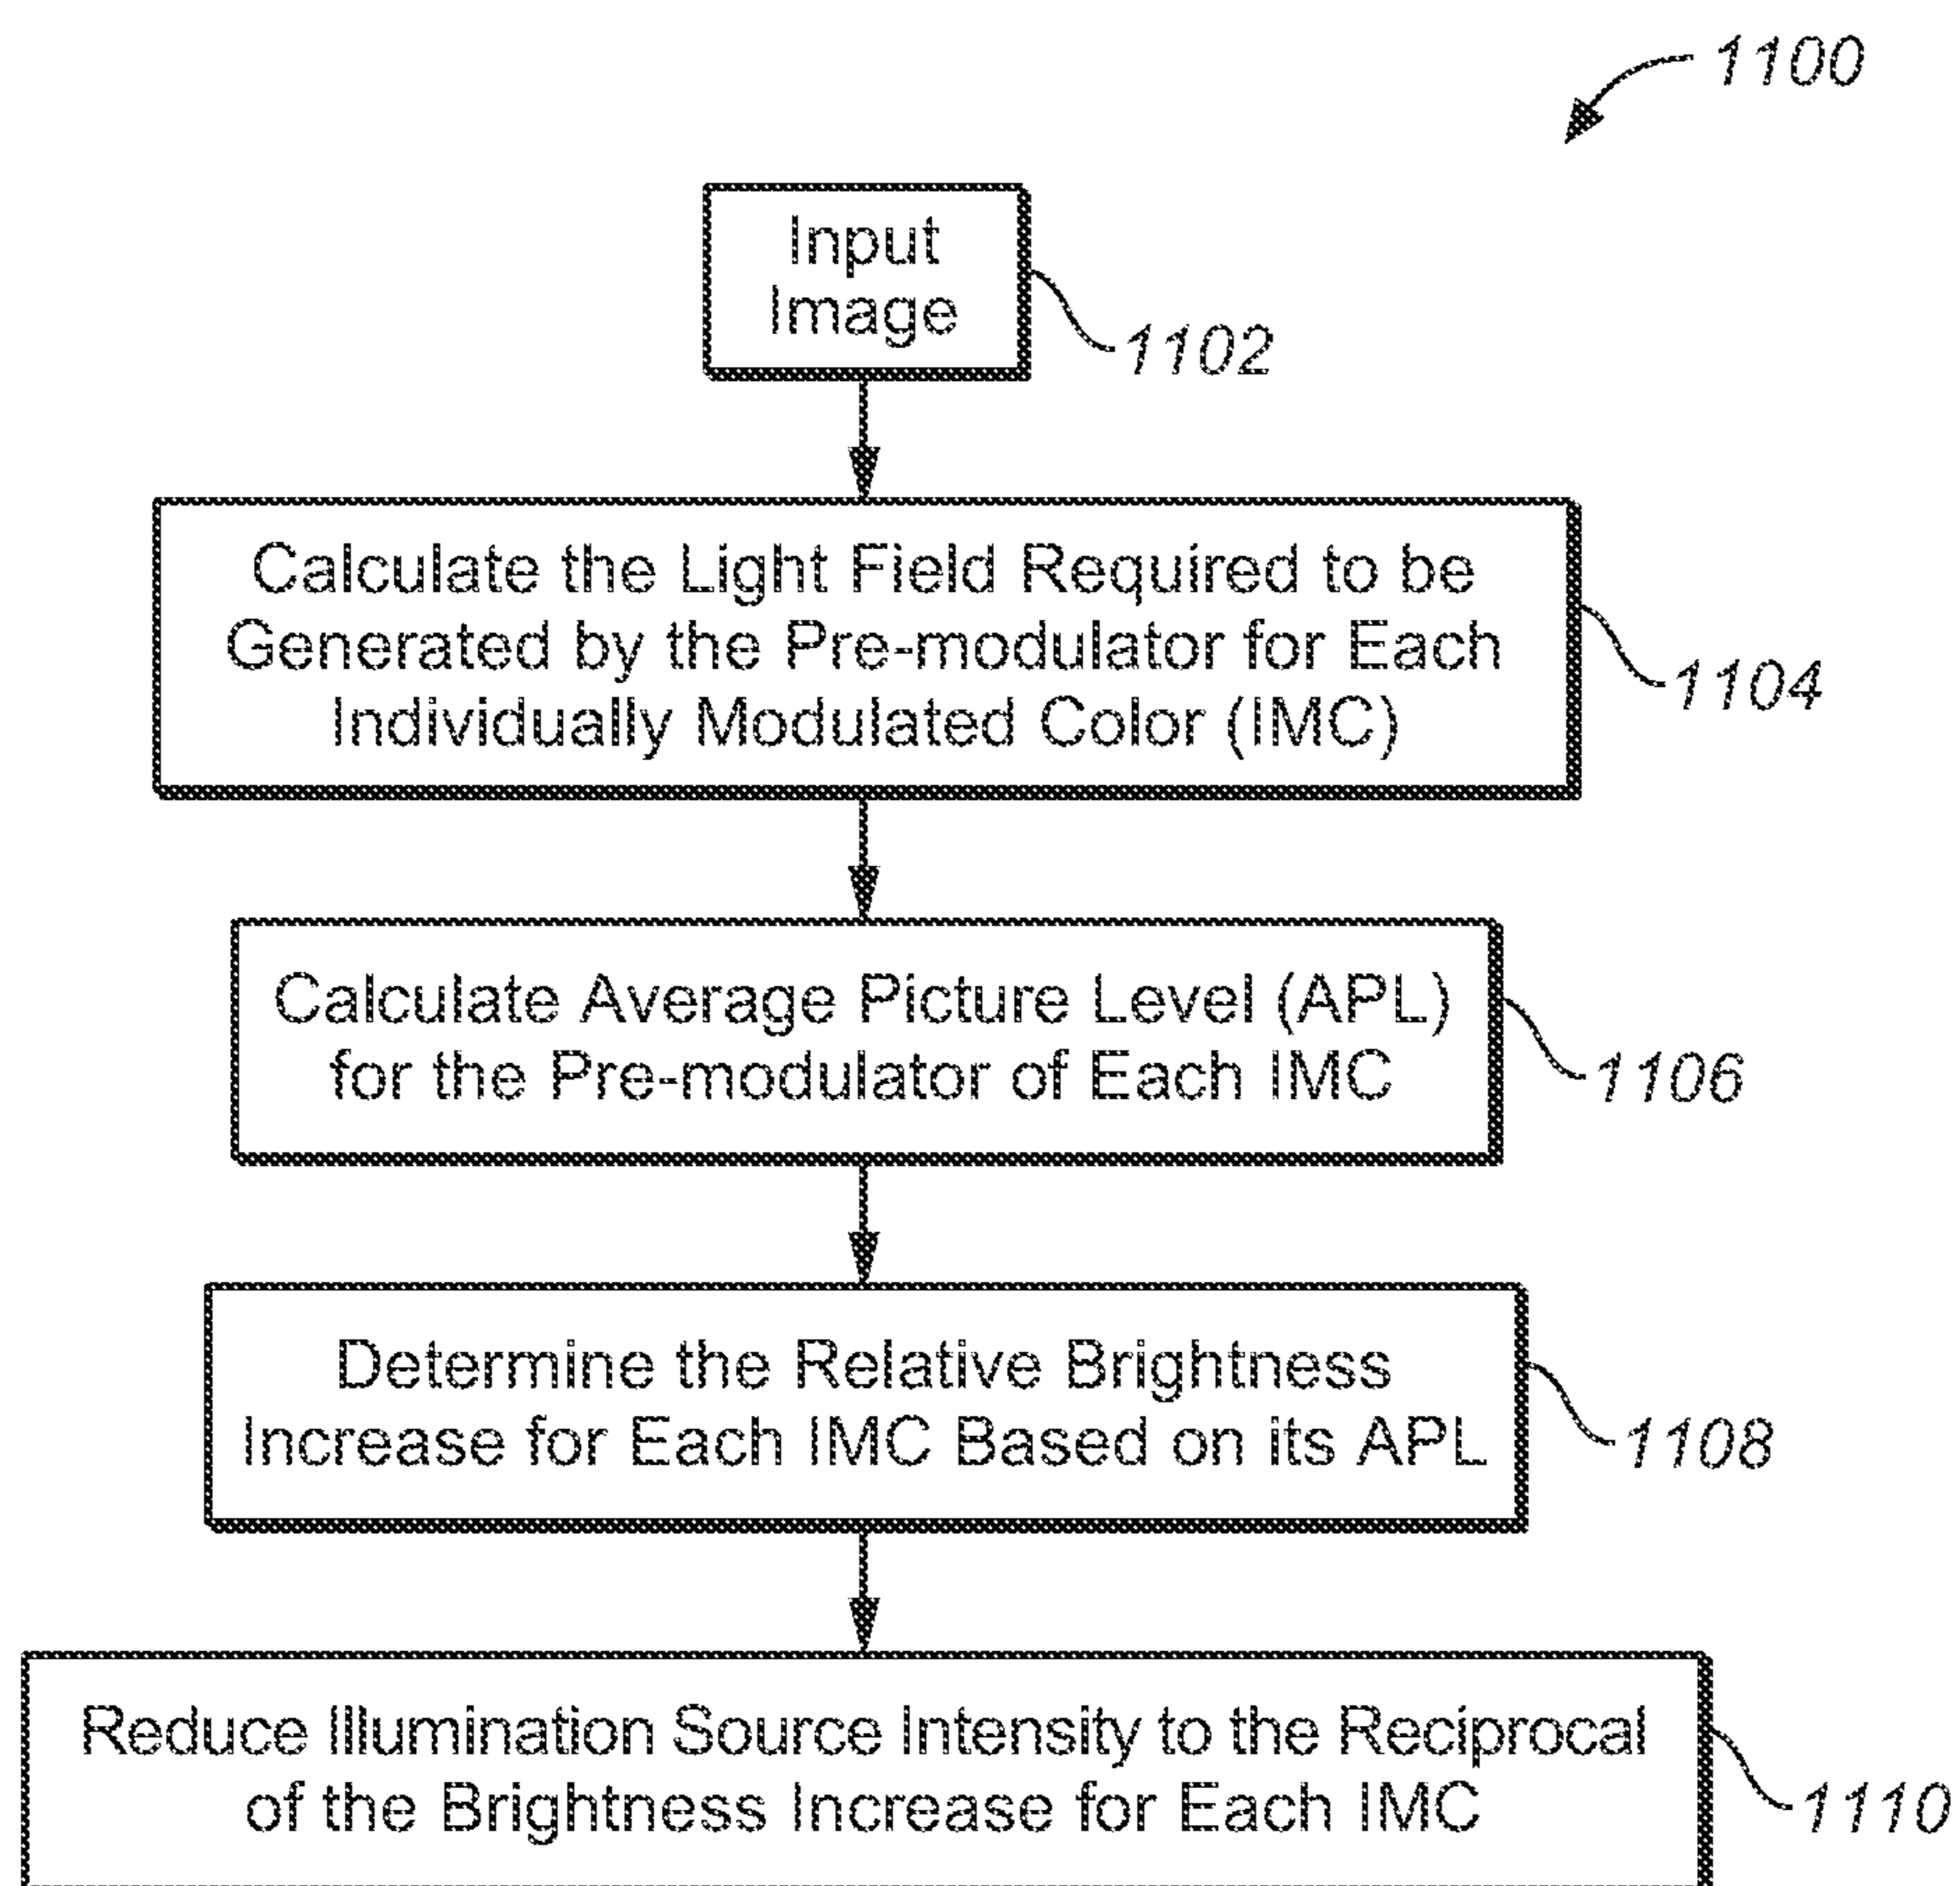 1100
Input
Image
1102
Calculate the Light Field Required to be
Generated by the Pre-modulator for Each
Individually Modulated Color (IMC)
1104
Calculate Average Picture Level (APL)
for the Pre-modulator of Each IMC
1106
Determine the Relative Brightness
Increase for Each IMC Based on its APL
1108
Reduce Illumination Source Intensity to the Reciprocal
of the Brightness Increase for Each IMC
1110